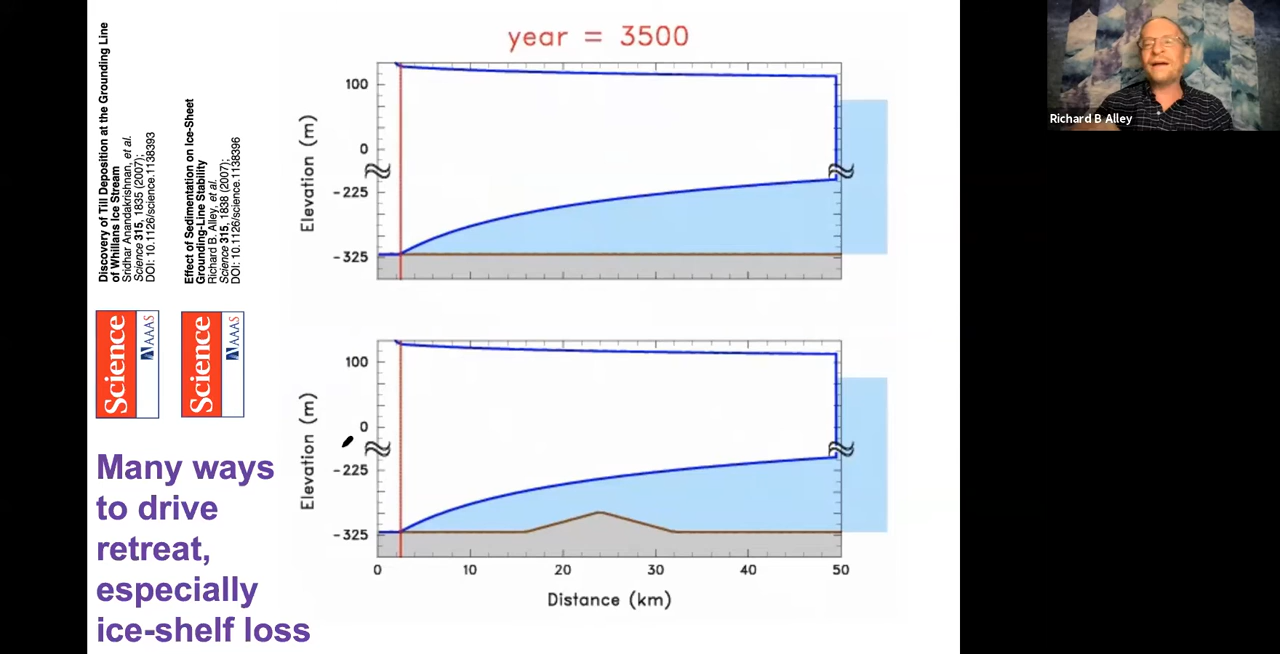 Discovery of Till Deposition at the Grounding Line
of Whillans Ice Stream
Sridhar Anandakrishnan, et al.
Science 315, 1835 (2007);
DOI: 10.1126/science.1138393
Effect of Sedimentation on Ice-Sheet
Grounding-Line Stability
Richard B. Alley, et al.
Science 315, 1838 (2007);
DOI: 10.1126/science.1138396
Science
AAAS
Science
AAAS
Many ways
to drive
retreat,
especially
ice-shelf loss
year = 3500
Elevation (m)
100
0
-225
-325
Elevation (m)
100
0
-225
-325
0 10 20 30 40 50
Distance (km)
Richard B Alley